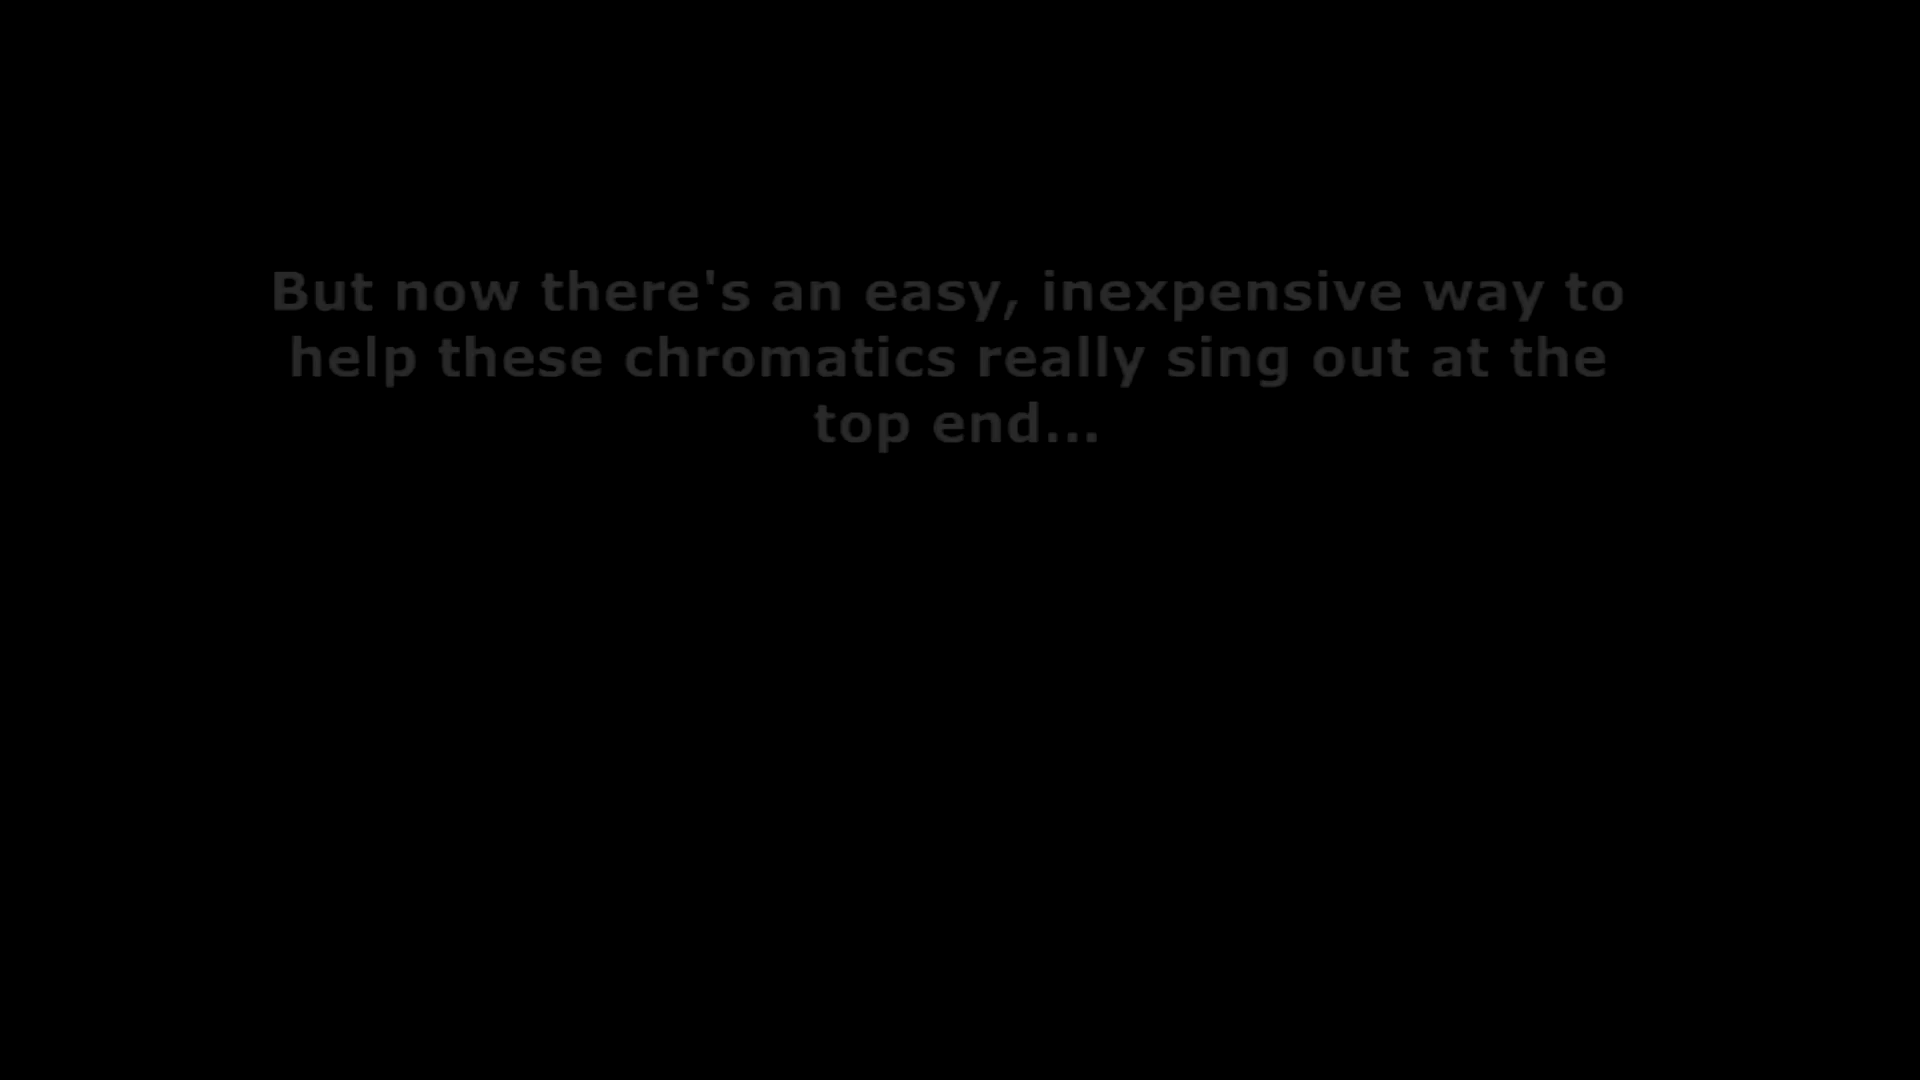 But now there's an easy, inexpensive way to
help these chromatics really sing out at the
top end...